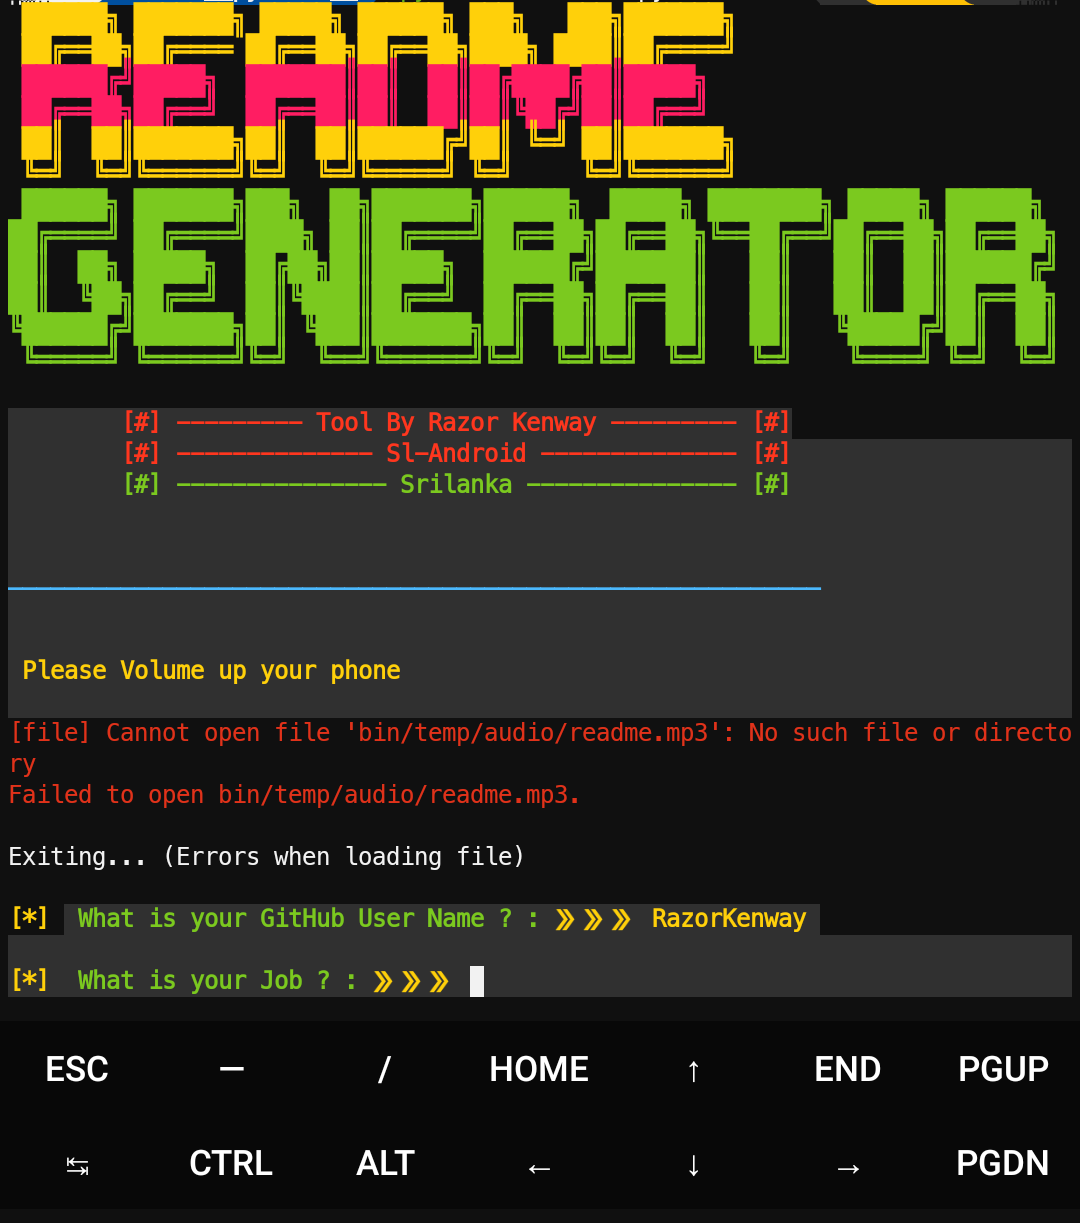 README
GENERATOR
[#] ───────── Tool By Razor Kenway ───────── [#]
[#] ────────────── Sl-Android ────────────── [#]
[#] ─────────────── Srilanka ─────────────── [#]
Please Volume up your phone
[file] Cannot open file 'bin/temp/audio/readme.mp3': No such file or directo
ry
Failed to open bin/temp/audio/readme.mp3.
Exiting... (Errors when loading file)
[*] What is your GitHub User Name ? : ⟫⟫⟫ RazorKenway
[*] What is your Job ? : ⟫⟫⟫
ESC — / HOME ↑ END PGUP
↹ CTRL ALT ← ↓ → PGDN